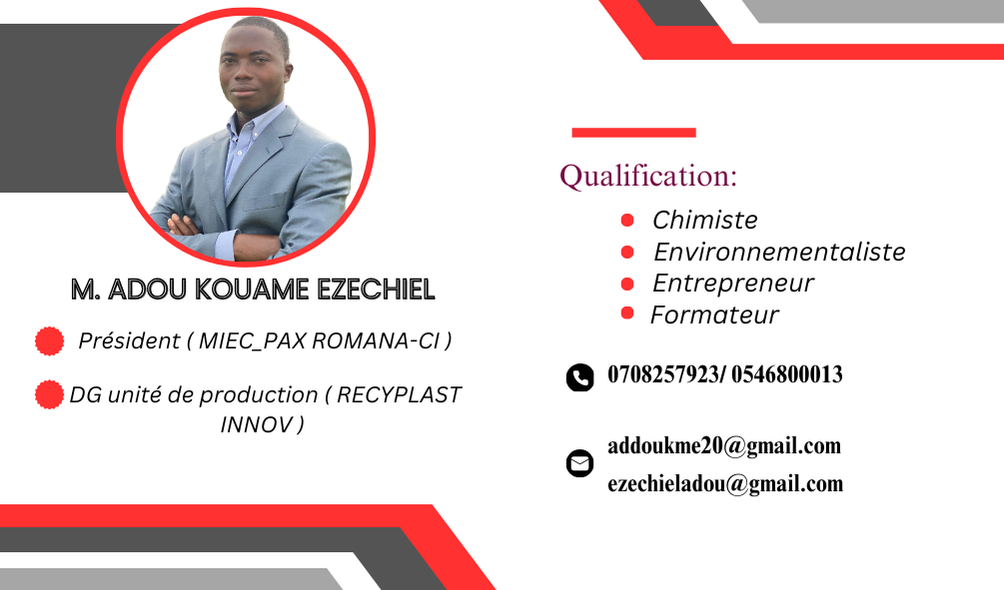 M. ADOU KOUAME EZECHIEL
Président ( MIEC_PAX ROMANA-CI )
DG unité de production ( RECYPLAST
INNOV )
Qualification:
Chimiste
Environnementaliste
Entrepreneur
Formateur
0708257923/ 0546800013
addoukme20@gmail.com
ezechieladou@gmail.com